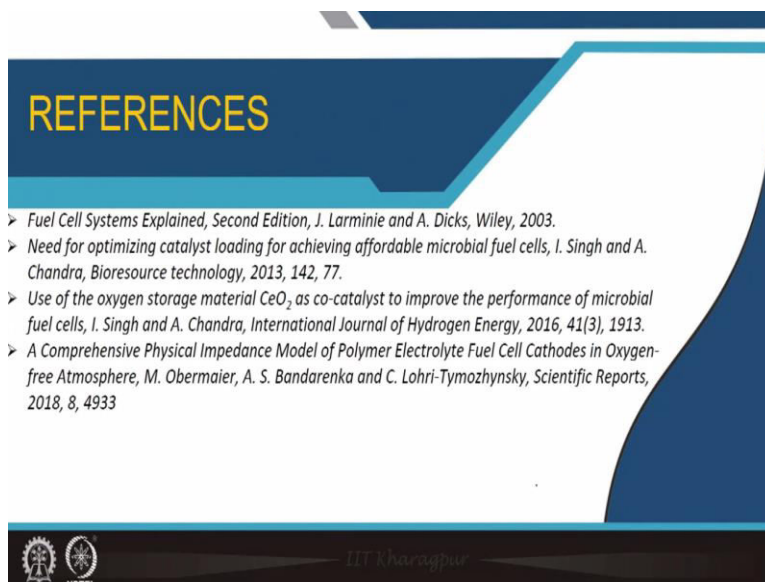 REFERENCES
➢ Fuel Cell Systems Explained, Second Edition, J. Larminie and A. Dicks, Wiley, 2003.
➢ Need for optimizing catalyst loading for achieving affordable microbial fuel cells, I. Singh and A.
Chandra, Bioresource technology, 2013, 142, 77.
➢ Use of the oxygen storage material CeO₂ as co-catalyst to improve the performance of microbial
fuel cells, I. Singh and A. Chandra, International Journal of Hydrogen Energy, 2016, 41(3), 1913.
➢ A Comprehensive Physical Impedance Model of Polymer Electrolyte Fuel Cell Cathodes in Oxygen-
free Atmosphere, M. Obermaier, A. S. Bandarenka and C. Lohri-Tymozhynsky, Scientific Reports,
2018, 8, 4933
IIT Kharagpur